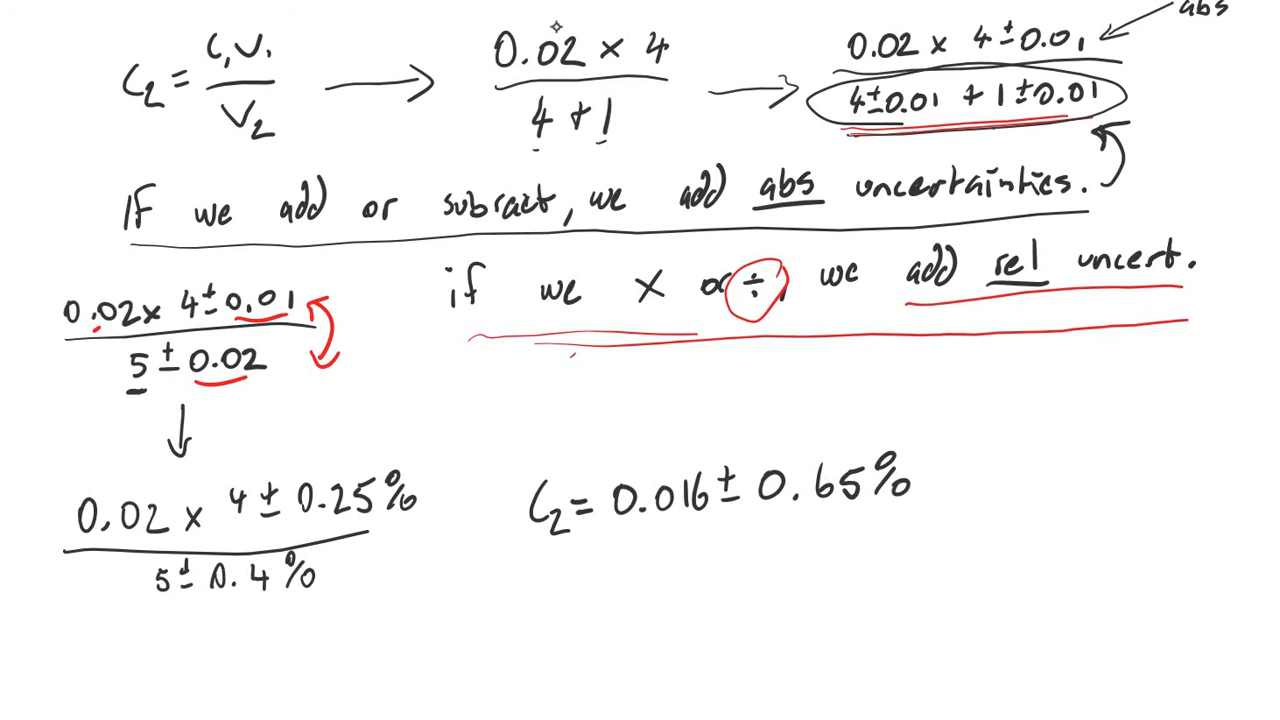 abs
C₂ = C₁V₁ / V₂ → 0.02 × 4 / 4 + 1 → 0.02 × 4 ± 0.01 / 4 ± 0.01 + 1 ± 0.01
If we add or subract, we add abs uncertainties.
if we × or ÷, we add rel uncert.
0.02 × 4 ± 0.01 / 5 ± 0.02
0.02 × 4 ± 0.25% / 5 ± 0.4%
C₂ = 0.016 ± 0.65%